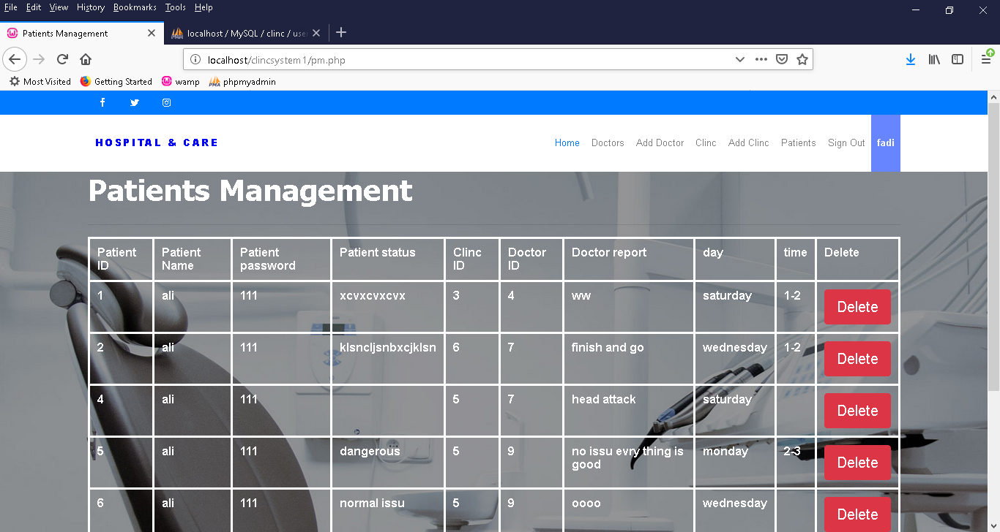 File Edit View History Bookmarks Tools Help
Patients Management
localhost / MySQL / clinc / use
localhost/clincsystem1/pm.php
Most Visited Getting Started wamp phpmyadmin
HOSPITAL & CARE
Home Doctors Add Doctor Clinc Add Clinc Patients Sign Out fadi
Patients Management
Patient ID Patient Name Patient password Patient status Clinc ID Doctor ID Doctor report day time Delete
1 ali 111 xcvxcvxcvx 3 4 ww saturday 1-2 Delete
2 ali 111 klsncljsnbxcjklsn 6 7 finish and go wednesday 1-2 Delete
4 ali 111 5 7 head attack saturday Delete
5 ali 111 dangerous 5 9 no issu evry thing is good monday 2-3 Delete
6 ali 111 normal issu 5 9 oooo wednesday Delete